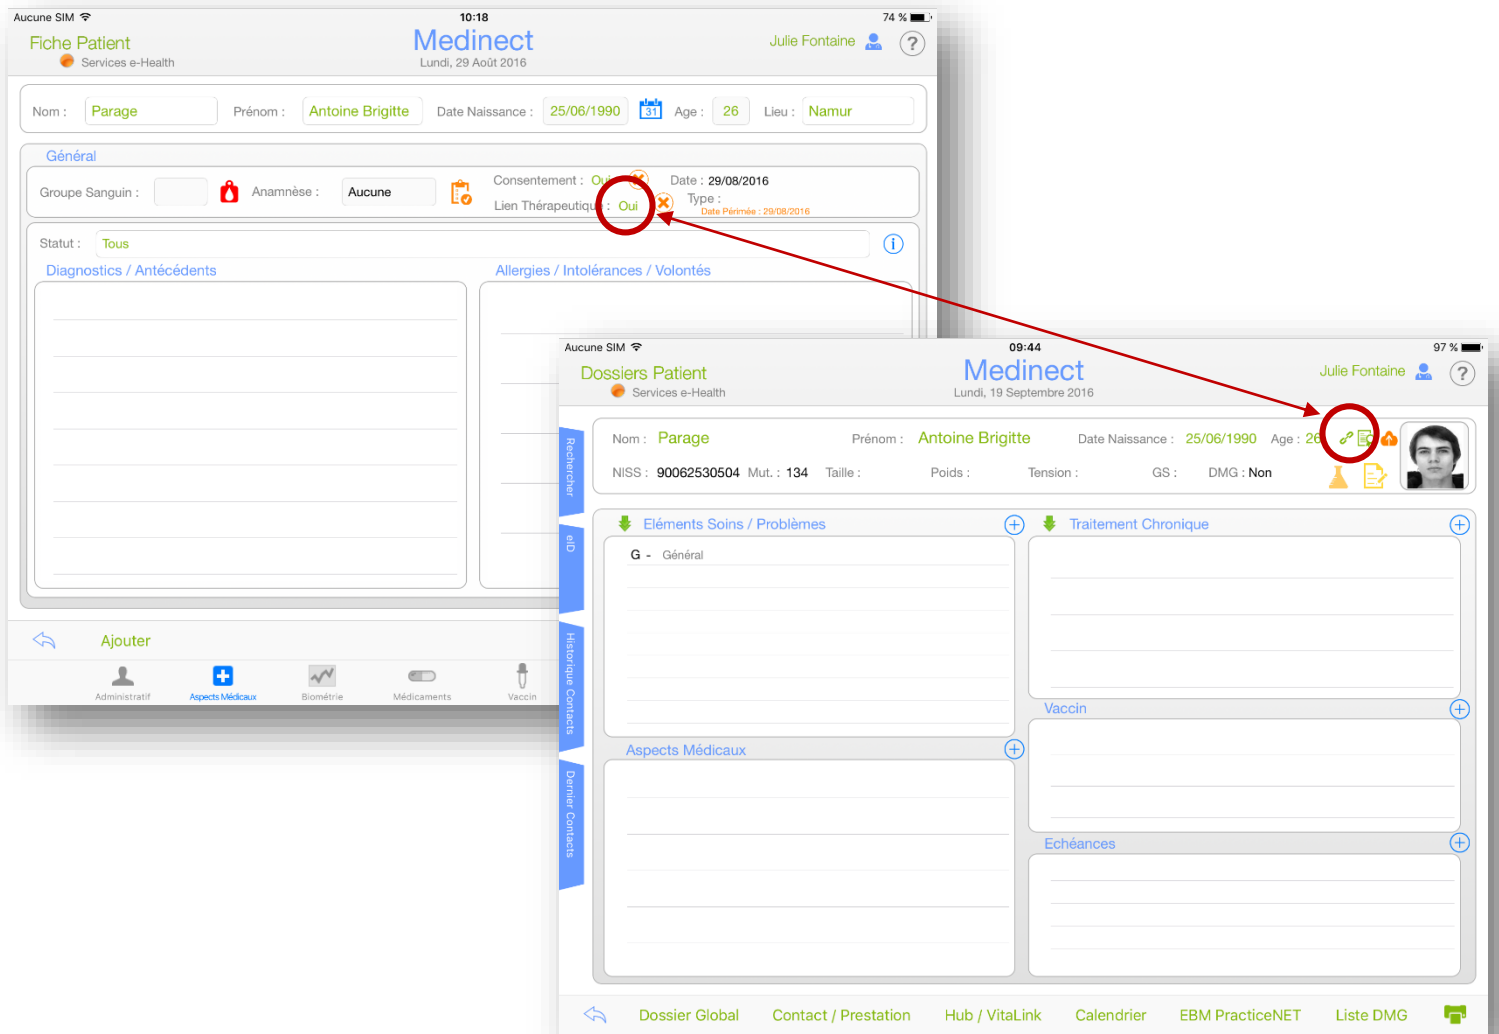 Aucune SIM 10:18 74 %
Fiche Patient Medinect Julie Fontaine ?
Services e-Health Lundi, 29 Août 2016
Nom : Parage Prénom : Antoine Brigitte Date Naissance : 25/06/1990 31 Age : 26 Lieu : Namur
Général
Groupe Sanguin : Anamnèse : Aucune Consentement : Oui Date : 29/08/2016
Lien Thérapeutique : Oui Type :
Date Périmée : 29/08/2016
Statut : Tous i
Diagnostics / Antécédents Allergies / Intolérances / Volontés
Ajouter
Administratif Aspects Médicaux Biométrie Médicaments Vaccin
Aucune SIM 09:44 97 %
Dossiers Patient Medinect Julie Fontaine ?
Services e-Health Lundi, 19 Septembre 2016
Nom : Parage Prénom : Antoine Brigitte Date Naissance : 25/06/1990 Age : 26
NISS : 90062530504 Mut. : 134 Taille : Poids : Tension : GS : DMG : Non
Rechercher
eID
Historique Contacts
Dernier Contacts
Eléments Soins / Problèmes Traitement Chronique
G - Général
Vaccin
Aspects Médicaux
Echéances
Dossier Global Contact / Prestation Hub / VitaLink Calendrier EBM PracticeNET Liste DMG